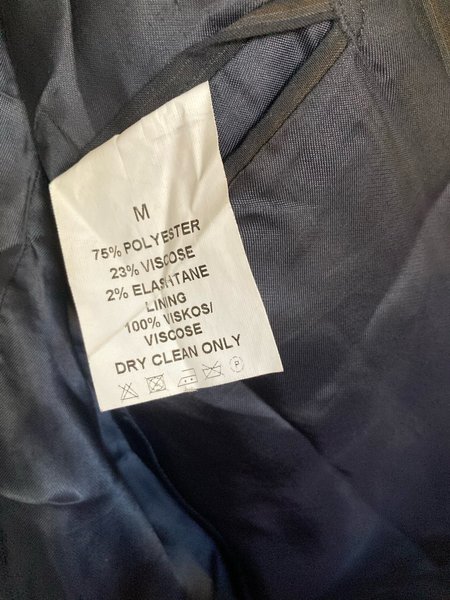 M
75% POLYESTER
23% VISCOSE
2% ELASHTANE
LINING
100% VISKOS/
VISCOSE
DRY CLEAN ONLY
P